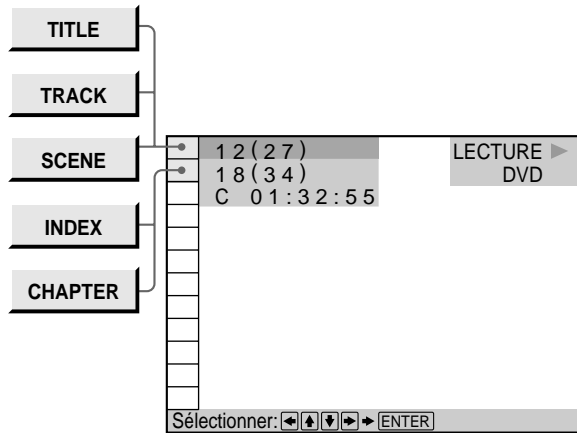 TITLE
TRACK
SCENE
INDEX
CHAPTER
12(27)
18(34)
C 01:32:55
LECTURE
DVD
Sélectionner: ENTER